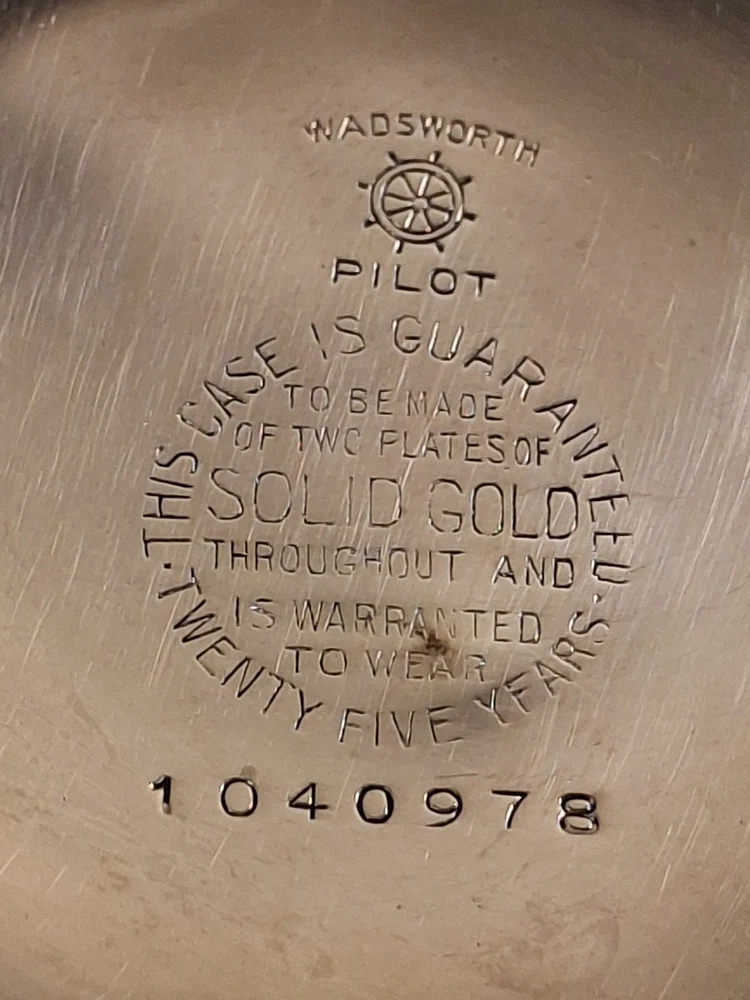 WADSWORTH
PILOT
THIS CASE IS GUARANTEED
TO BE MADE
OF TWO PLATES OF
SOLID GOLD
THROUGHOUT AND
IS WARRANTED
TO WEAR
TWENTY FIVE YEARS
1040978